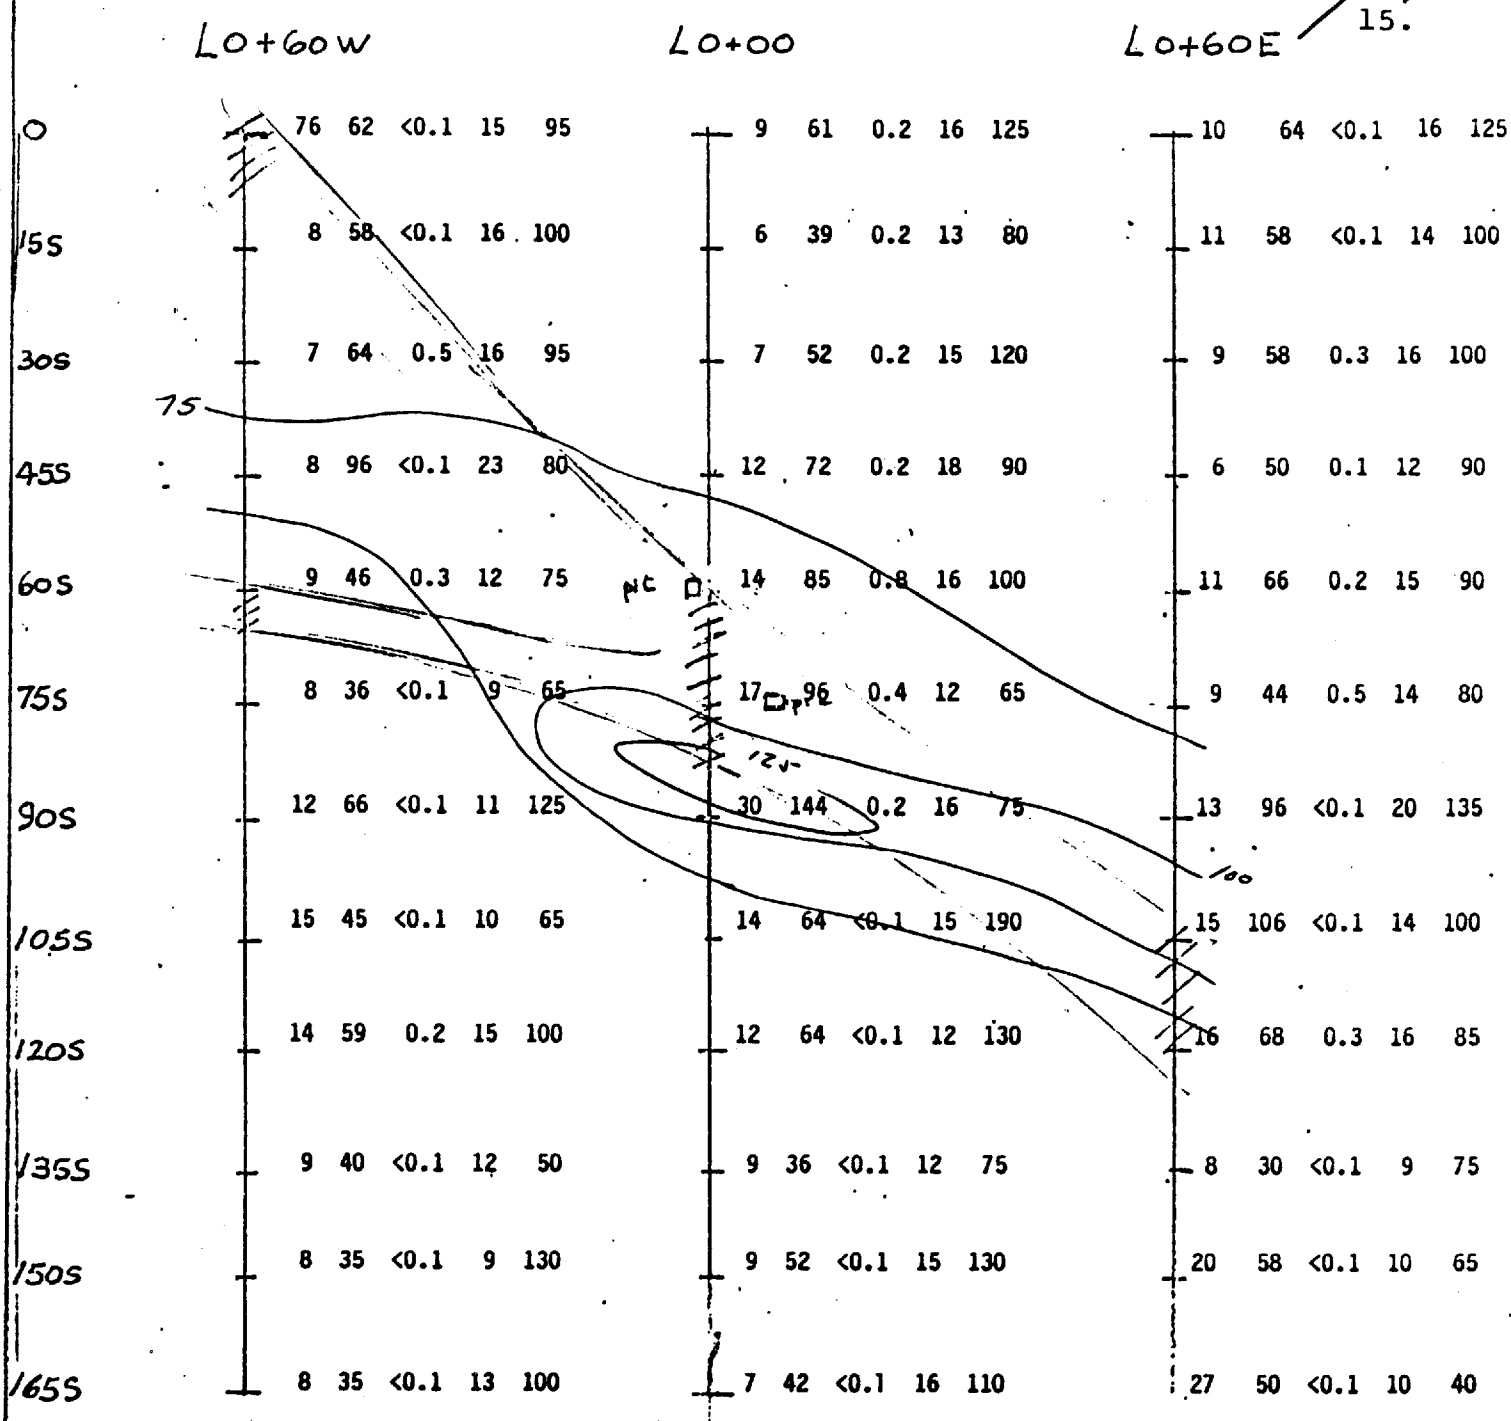 15.
L0+60W L0+00 L0+60E
0 76 62 <0.1 15 95 9 61 0.2 16 125 10 64 <0.1 16 125
15S 8 58 <0.1 16 100 6 39 0.2 13 80 11 58 <0.1 14 100
30S 7 64 0.5 16 95 7 52 0.2 15 120 9 58 0.3 16 100
75
45S 8 96 <0.1 23 80 12 72 0.2 18 90 6 50 0.1 12 90
60S 9 46 0.3 12 75 14 85 0.8 16 100 11 66 0.2 15 90
75S 8 36 <0.1 9 65 17 96 0.4 12 65 9 44 0.5 14 80
125
90S 12 66 <0.1 11 125 30 144 0.2 16 75 13 96 <0.1 20 135
100
105S 15 45 <0.1 10 65 14 64 <0.1 15 190 15 106 <0.1 14 100
120S 14 59 0.2 15 100 12 64 <0.1 12 130 16 68 0.3 16 85
135S 9 40 <0.1 12 50 9 36 <0.1 12 75 8 30 <0.1 9 75
150S 8 35 <0.1 9 130 9 52 <0.1 15 130 20 58 <0.1 10 65
165S 8 35 <0.1 13 100 7 42 <0.1 16 110 27 50 <0.1 10 40